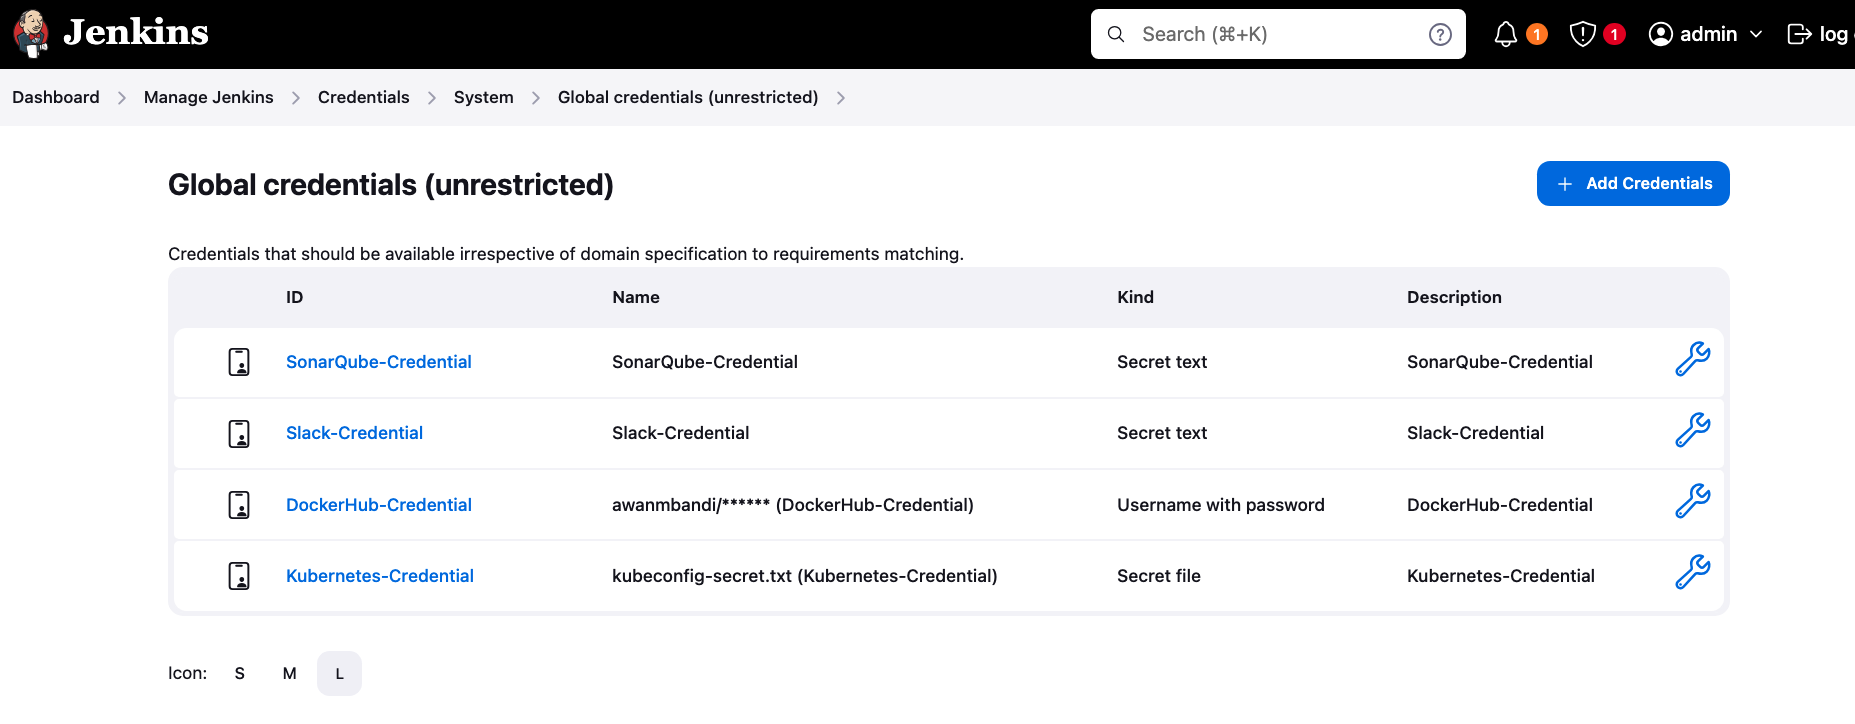 Jenkins
Search (⌘+K)
?
1
1
admin
log
Dashboard
Manage Jenkins
Credentials
System
Global credentials (unrestricted)
Global credentials (unrestricted)
+ Add Credentials
Credentials that should be available irrespective of domain specification to requirements matching.
ID Name Kind Description
SonarQube-Credential SonarQube-Credential Secret text SonarQube-Credential
Slack-Credential Slack-Credential Secret text Slack-Credential
DockerHub-Credential awanmbandi/****** (DockerHub-Credential) Username with password DockerHub-Credential
Kubernetes-Credential kubeconfig-secret.txt (Kubernetes-Credential) Secret file Kubernetes-Credential
Icon: S M L